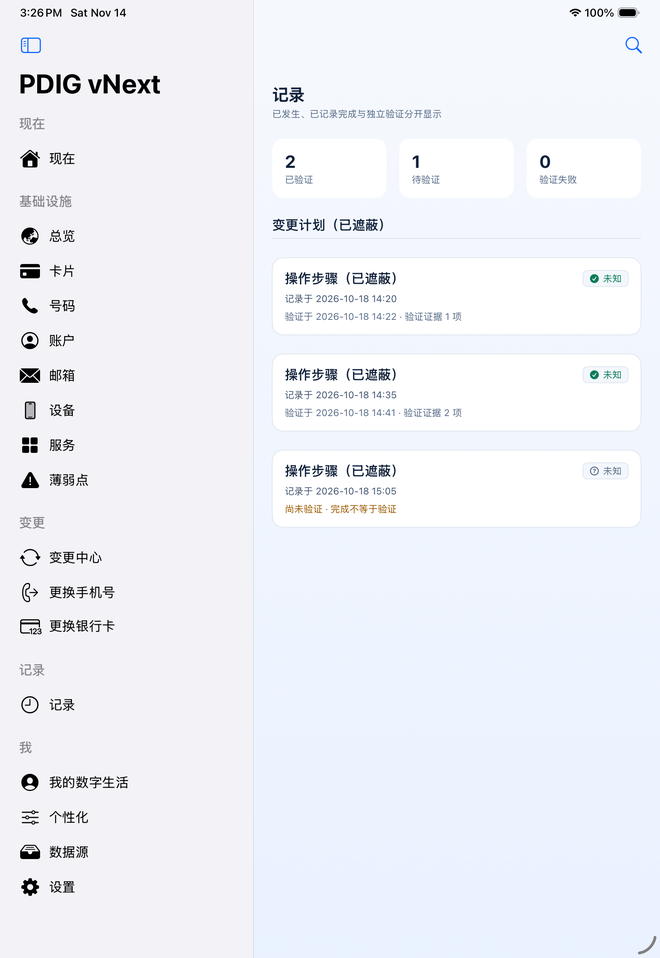 3:26 PM Sat Nov 14
100%
PDIG vNext
现在
现在
基础设施
总览
卡片
号码
账户
邮箱
设备
服务
薄弱点
变更
变更中心
更换手机号
123
更换银行卡
记录
记录
我
我的数字生活
个性化
数据源
设置
记录
已发生、已记录完成与独立验证分开显示
2
已验证
1
待验证
0
验证失败
变更计划（已遮蔽）
操作步骤（已遮蔽）
未知
记录于 2026-10-18 14:20
验证于 2026-10-18 14:22 · 验证证据 1 项
操作步骤（已遮蔽）
未知
记录于 2026-10-18 14:35
验证于 2026-10-18 14:41 · 验证证据 2 项
操作步骤（已遮蔽）
未知
记录于 2026-10-18 15:05
尚未验证 · 完成不等于验证